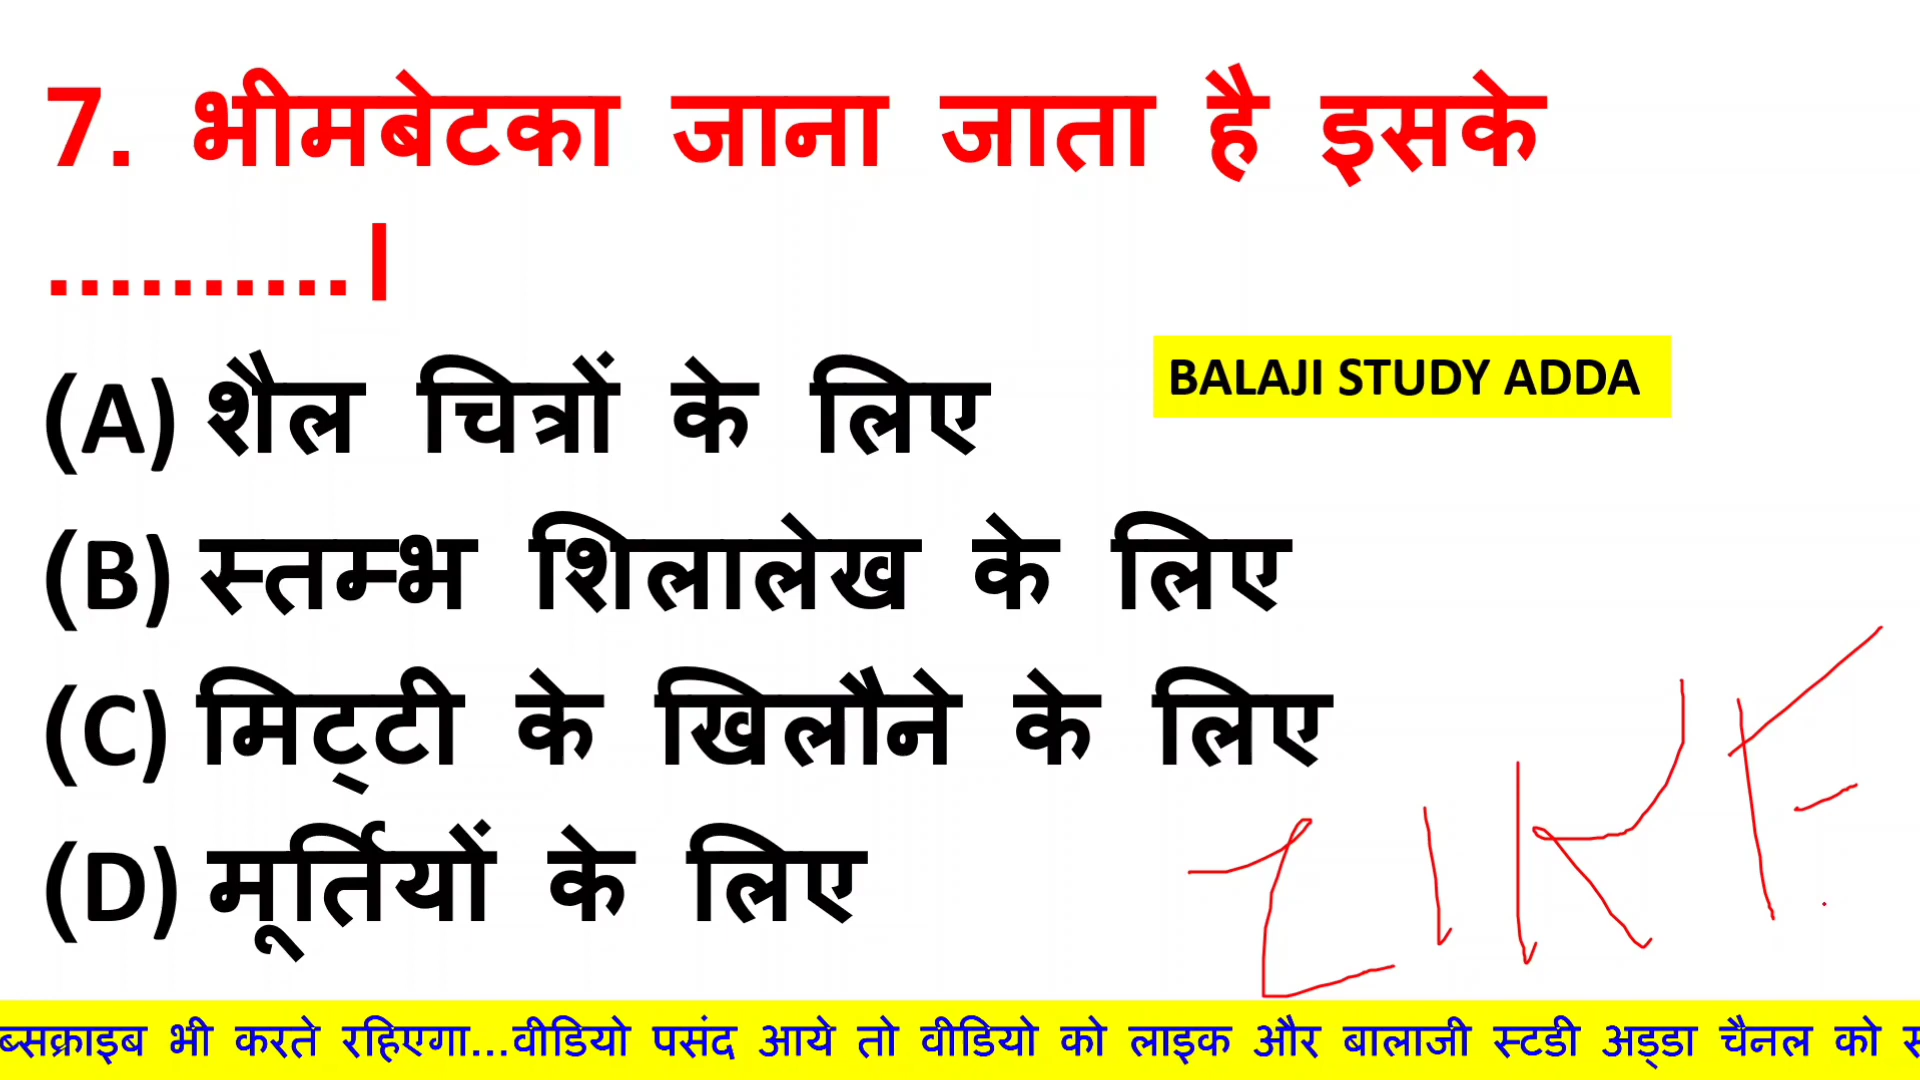 7. भीमबेटका जाना जाता है इसके
..........।
(A) शैल चित्रों के लिए
BALAJI STUDY ADDA
(B) स्तम्भ शिलालेख के लिए
(C) मिट्टी के खिलौने के लिए
(D) मूर्तियों के लिए
LIKE
ब्सक्राइब भी करते रहिएगा...वीडियो पसंद आये तो वीडियो को लाइक और बालाजी स्टडी अड्डा चैनल को स